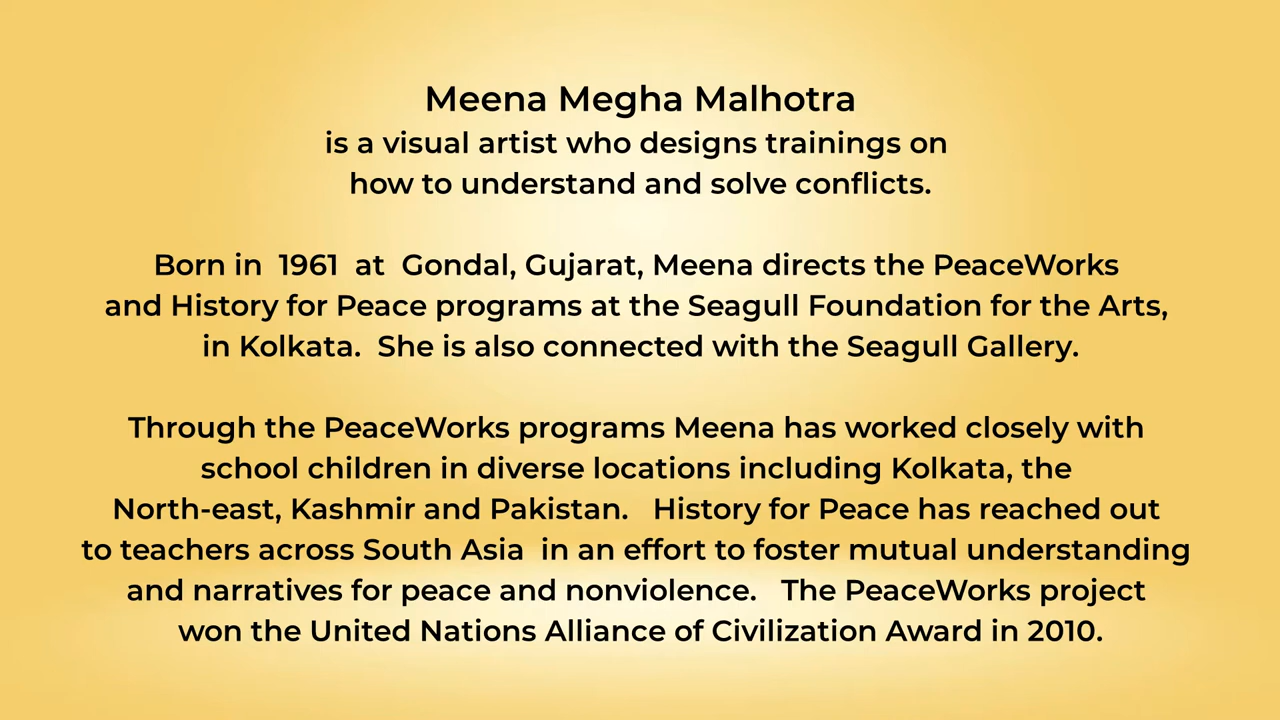 Meena Megha Malhotra
is a visual artist who designs trainings on
how to understand and solve conflicts.
Born in 1961 at Gondal, Gujarat, Meena directs the PeaceWorks
and History for Peace programs at the Seagull Foundation for the Arts,
in Kolkata. She is also connected with the Seagull Gallery.
Through the PeaceWorks programs Meena has worked closely with
school children in diverse locations including Kolkata, the
North-east, Kashmir and Pakistan. History for Peace has reached out
to teachers across South Asia in an effort to foster mutual understanding
and narratives for peace and nonviolence. The PeaceWorks project
won the United Nations Alliance of Civilization Award in 2010.